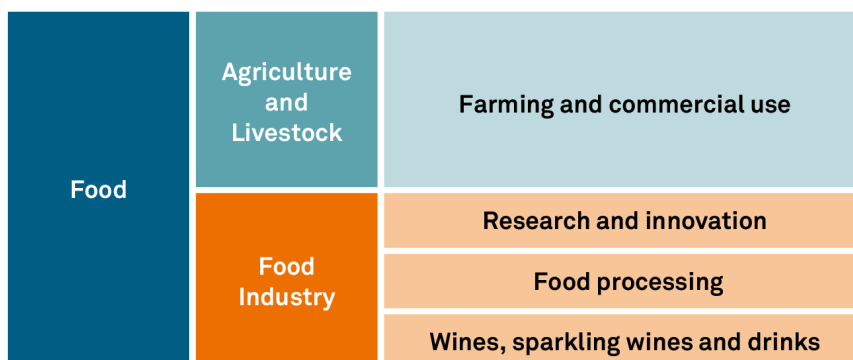 Food
Agriculture
and
Livestock
Farming and commercial use
Food
Industry
Research and innovation
Food processing
Wines, sparkling wines and drinks